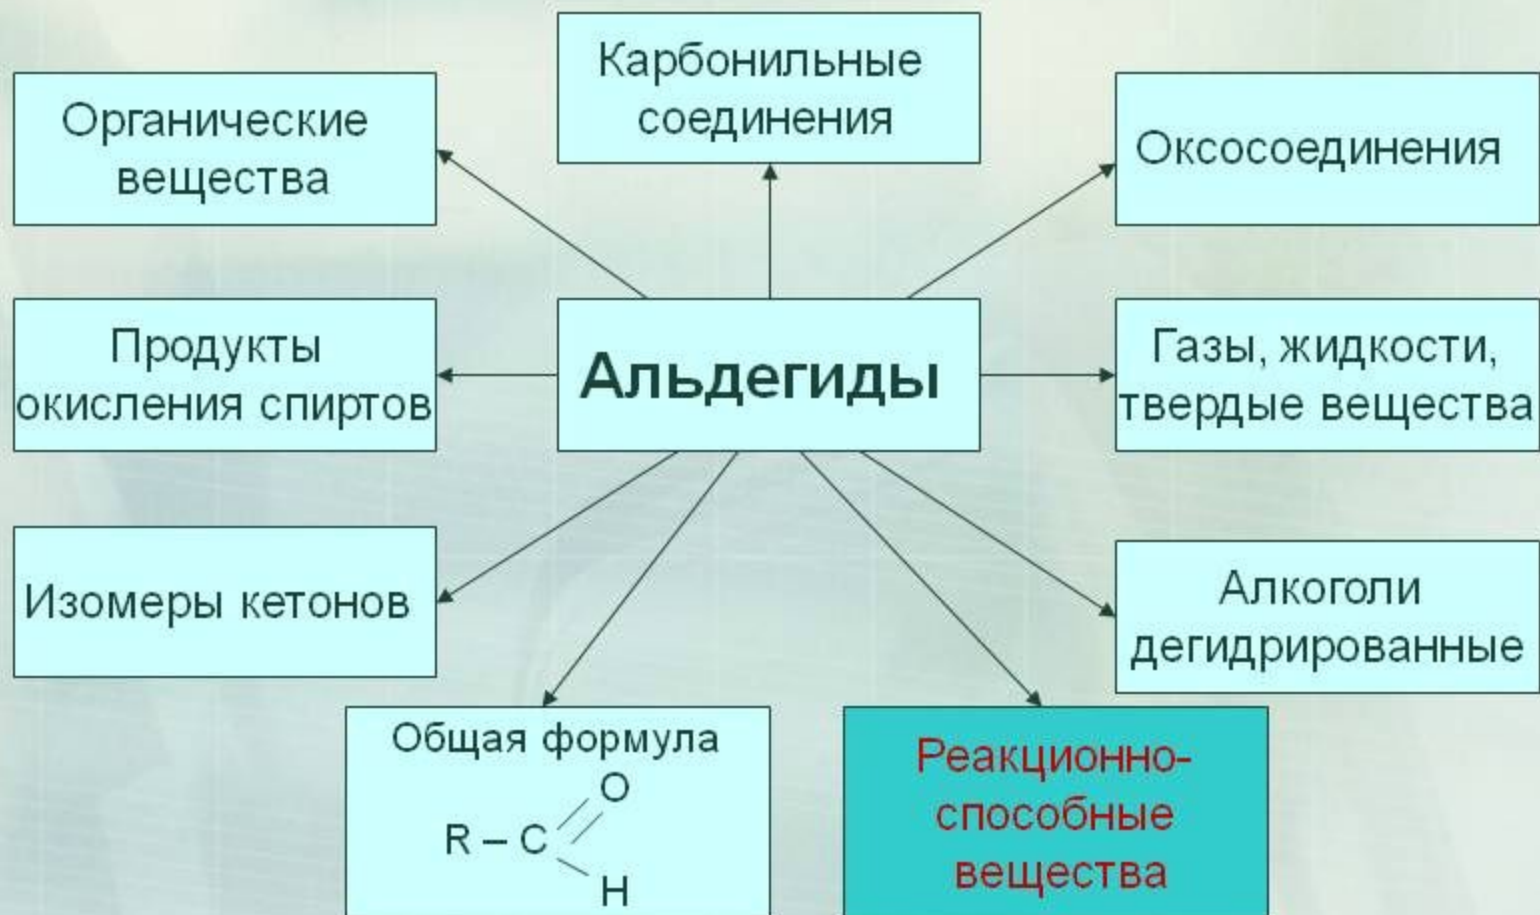 Карбонильные
соединения
Органические
вещества
Оксосоединения
Продукты
окисления спиртов
Альдегиды
Газы, жидкости,
твердые вещества
Изомеры кетонов
Алкоголи
дегидрированные
Общая формула
O
R – C
H
Реакционно-
способные
вещества